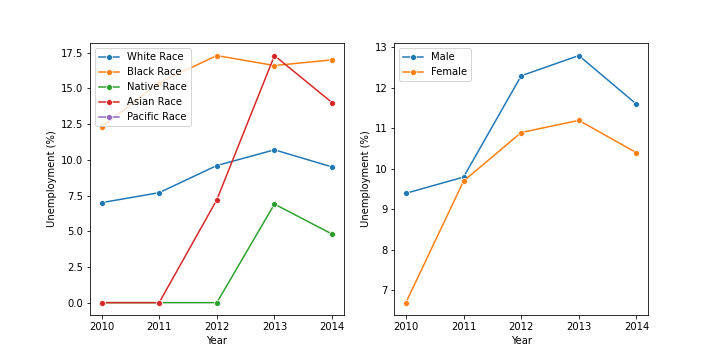 Unemployment (%)
17.5
15.0
12.5
10.0
7.5
5.0
2.5
0.0
White Race
Black Race
Native Race
Asian Race
Pacific Race
2010 2011 2012 2013 2014
Year
Unemployment (%)
13
12
11
10
9
8
7
Male
Female
2010 2011 2012 2013 2014
Year